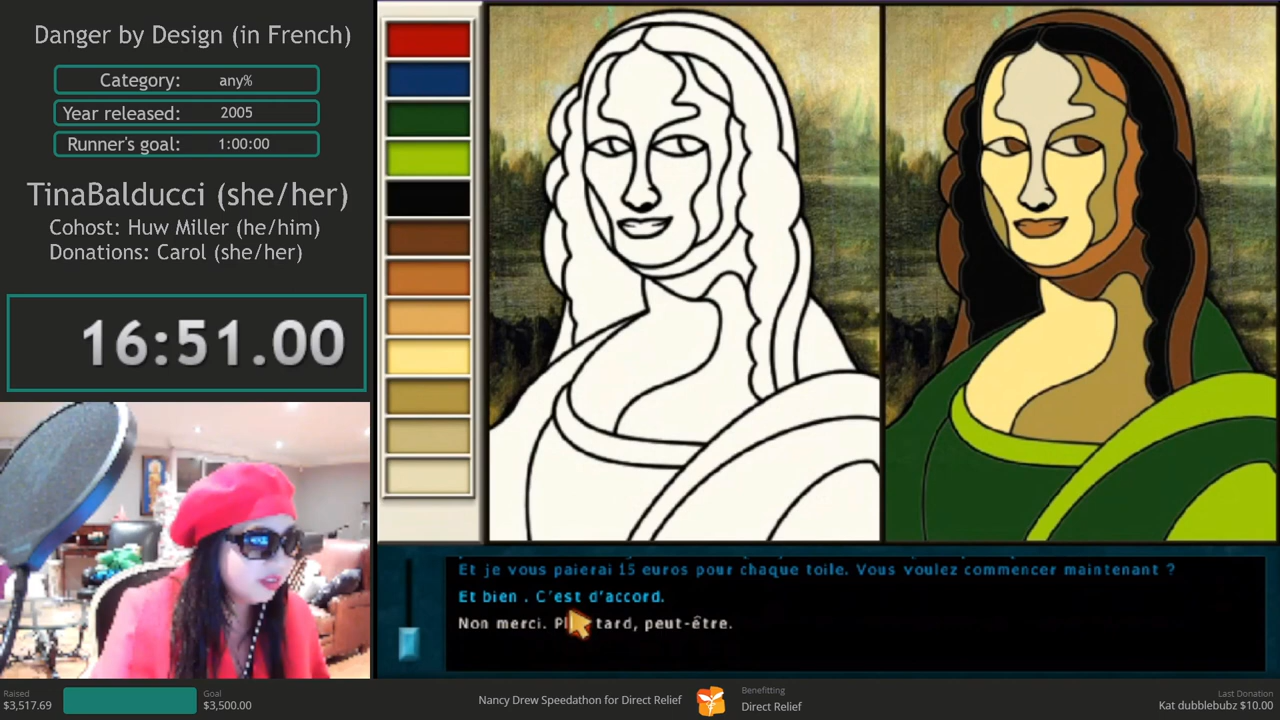 Danger by Design (in French)
Category: any%
Year released: 2005
Runner's goal: 1:00:00
TinaBalducci (she/her)
Cohost: Huw Miller (he/him)
Donations: Carol (she/her)
16:51.00
Et je vous paierai 15 euros pour chaque toile. Vous voulez commencer maintenant ?
Et bien . C'est d'accord.
Non merci. tard, peut-être.
Raised
$3,517.69
Goal
$3,500.00
Nancy Drew Speedathon for Direct Relief
Benefitting
Direct Relief
Last Donation
Kat dubblebubz $10.00